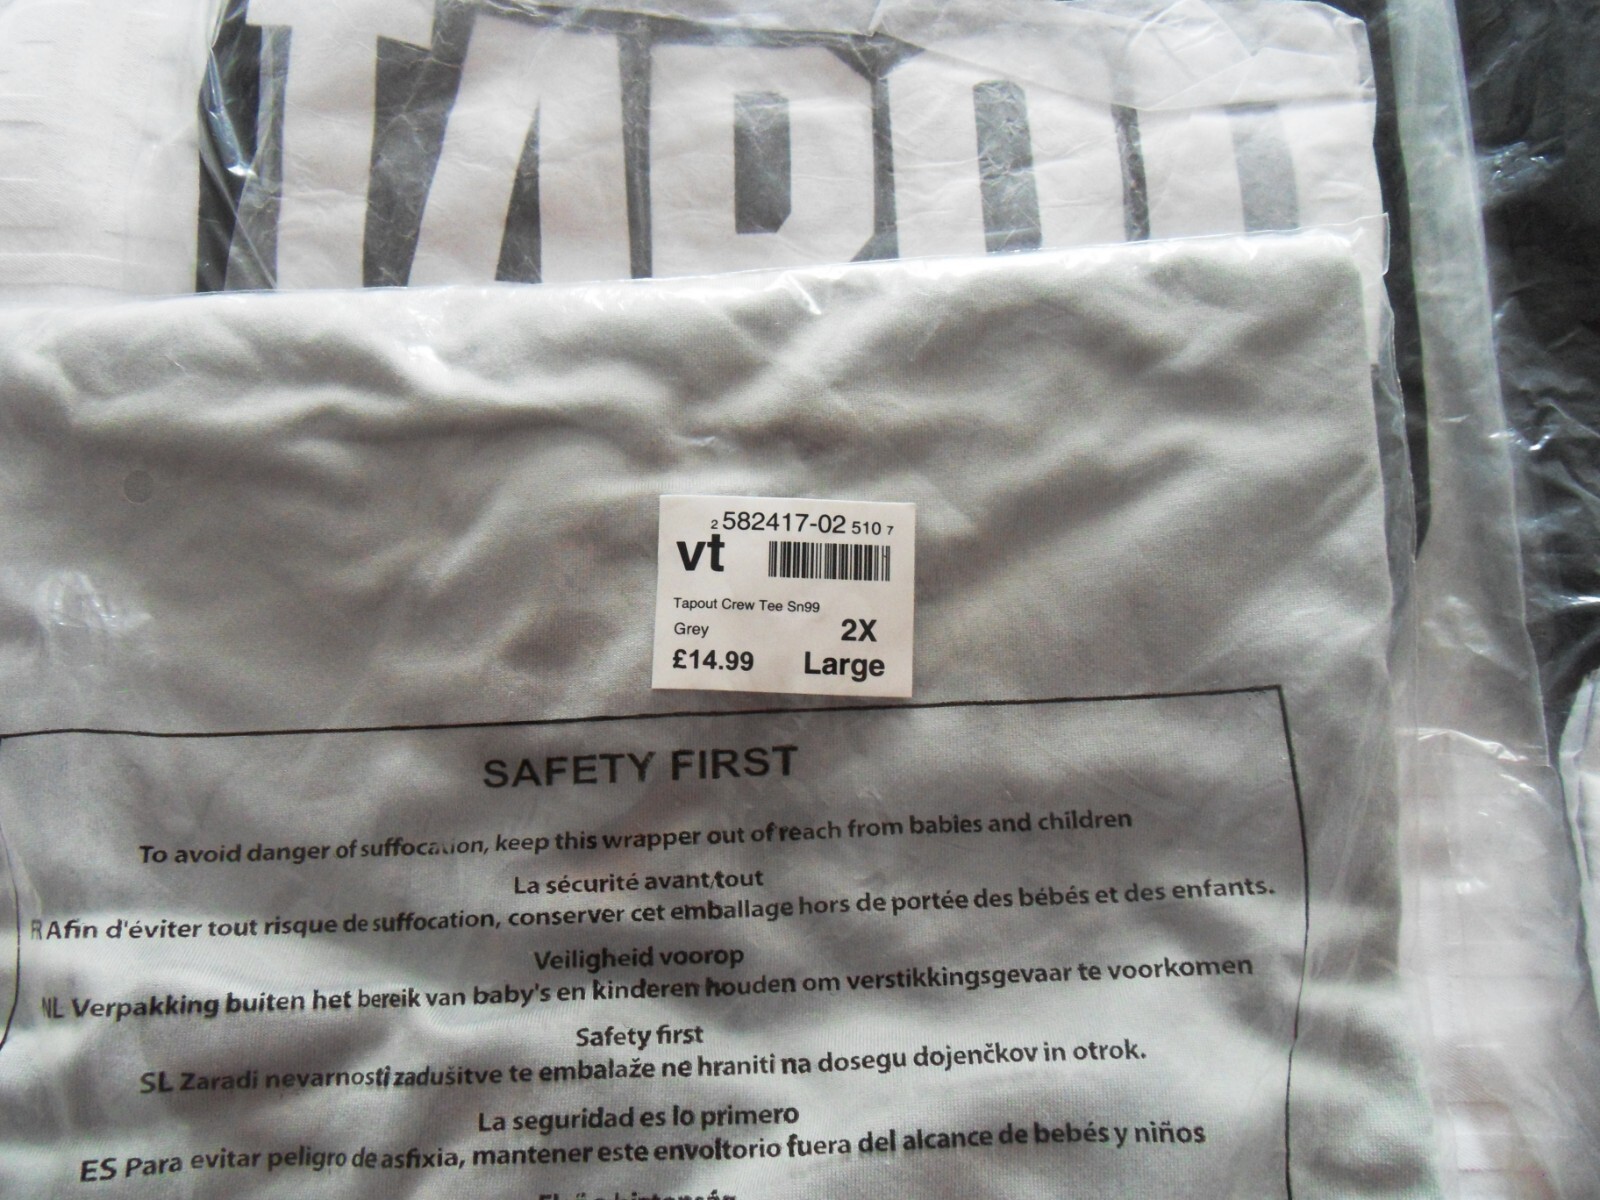 TAPO
2 582417-02 510 7
vt
Tapout Crew Tee Sn99
Grey 2X
£14.99 Large
SAFETY FIRST
To avoid danger of suffocation, keep this wrapper out of reach from babies and children
La sécurité avant tout
R Afin d'éviter tout risque de suffocation, conserver cet emballage hors de portée des bébés et des enfants.
Veiligheid voorop
NL Verpakking buiten het bereik van baby's en kinderen houden om verstikkingsgevaar te voorkomen
Safety first
SL Zaradi nevarnosti zadušitve te embalaže ne hraniti na dosegu dojenčkov in otrok.
La seguridad es lo primero
ES Para evitar peligro de asfixia, mantener este envoltorio fuera del alcance de bebés y niños